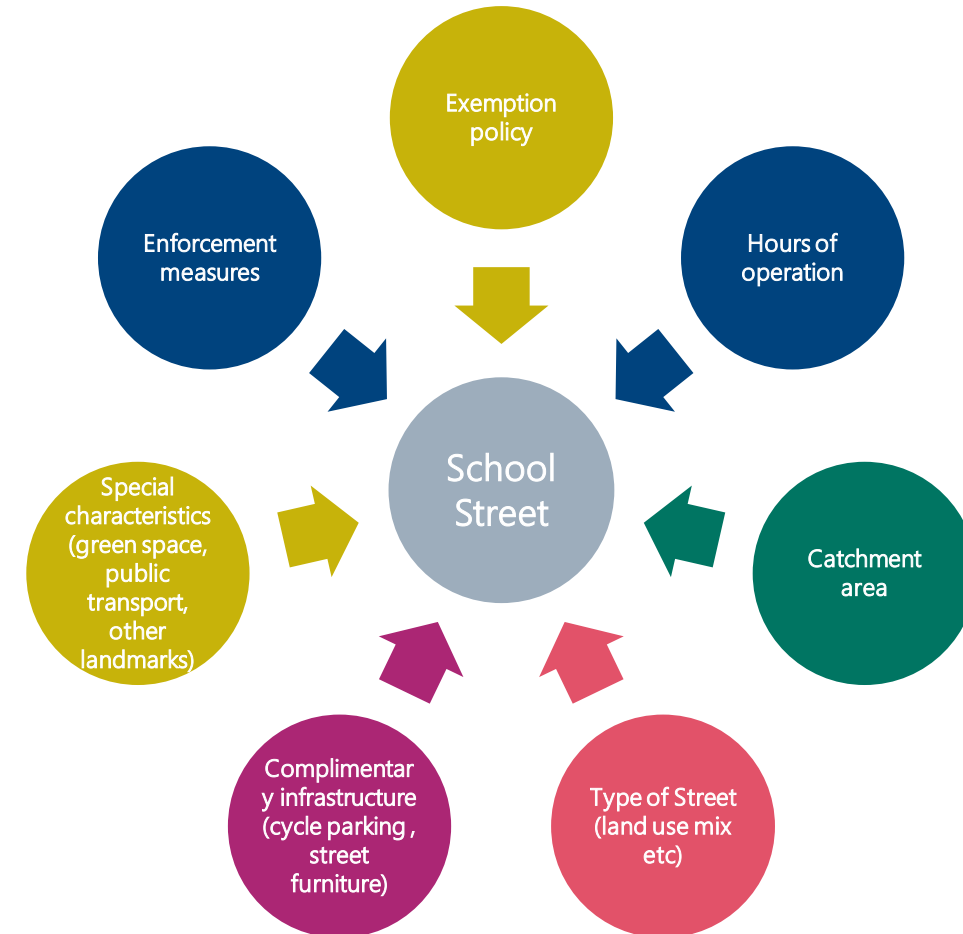 Exemption
policy
Enforcement
measures
Hours of
operation
School
Street
Special
characteristics
(green space,
public
transport,
other
landmarks)
Catchment
area
Complimentar
y infrastructure
(cycle parking ,
street
furniture)
Type of Street
(land use mix
etc)